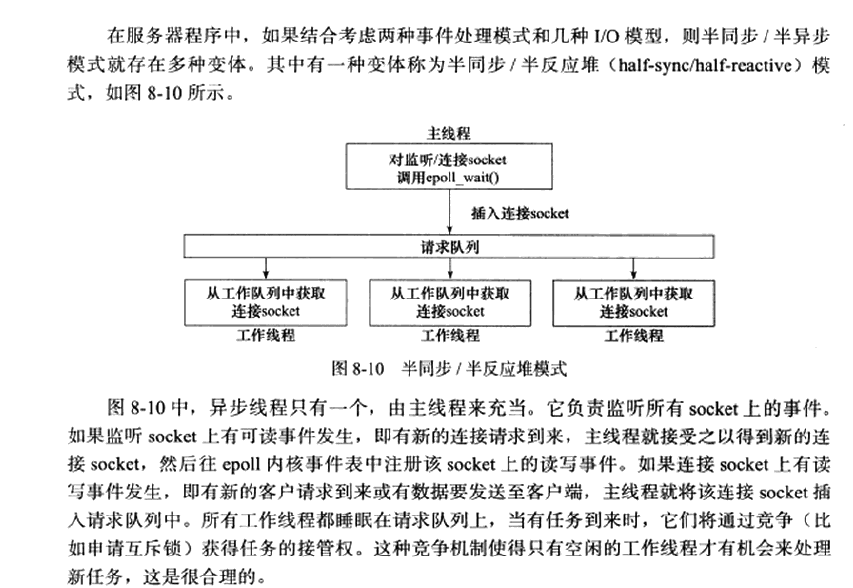 在服务器程序中，如果结合考虑两种事件处理模式和几种 I/O 模型，则半同步 / 半异步
模式就存在多种变体。其中有一种变体称为半同步 / 半反应堆（half-sync/half-reactive）模
式，如图 8-10 所示。
主线程
对监听/连接socket
调用epoll_wait()
插入连接socket
请求队列
从工作队列中获取
连接socket
工作线程
从工作队列中获取
连接socket
工作线程
从工作队列中获取
连接socket
工作线程
图 8-10 半同步 / 半反应堆模式
图 8-10 中，异步线程只有一个，由主线程来充当。它负责监听所有 socket 上的事件。
如果监听 socket 上有可读事件发生，即有新的连接请求到来，主线程就接受之以得到新的连
接 socket，然后往 epoll 内核事件表中注册该 socket 上的读写事件。如果连接 socket 上有读
写事件发生，即有新的客户请求到来或有数据要发送至客户端，主线程就将该连接 socket 插
入请求队列中。所有工作线程都睡眠在请求队列上，当有任务到来时，它们将通过竞争（比
如申请互斥锁）获得任务的接管权。这种竞争机制使得只有空闲的工作线程才有机会来处理
新任务，这是很合理的。